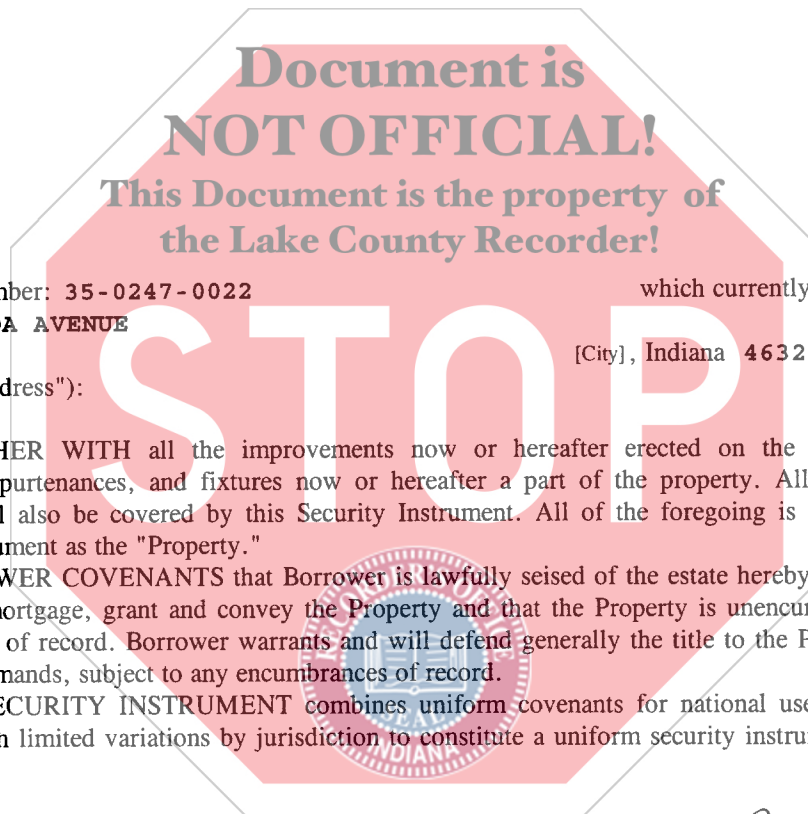 Document is
NOT OFFICIAL!
This Document is the property of
the Lake County Recorder!
nber: 35-0247-0022 which currently
DA AVENUE
[City], Indiana 4632
dress"):
STOP
HER WITH all the improvements now or hereafter erected on the
purtenances, and fixtures now or hereafter a part of the property. All
l also be covered by this Security Instrument. All of the foregoing is
ument as the "Property."
WER COVENANTS that Borrower is lawfully seised of the estate hereby
mortgage, grant and convey the Property and that the Property is unencu
of record. Borrower warrants and will defend generally the title to the P
mands, subject to any encumbrances of record.
ECURITY INSTRUMENT combines uniform covenants for national use
h limited variations by jurisdiction to constitute a uniform security instru
SEAL
INDIANA